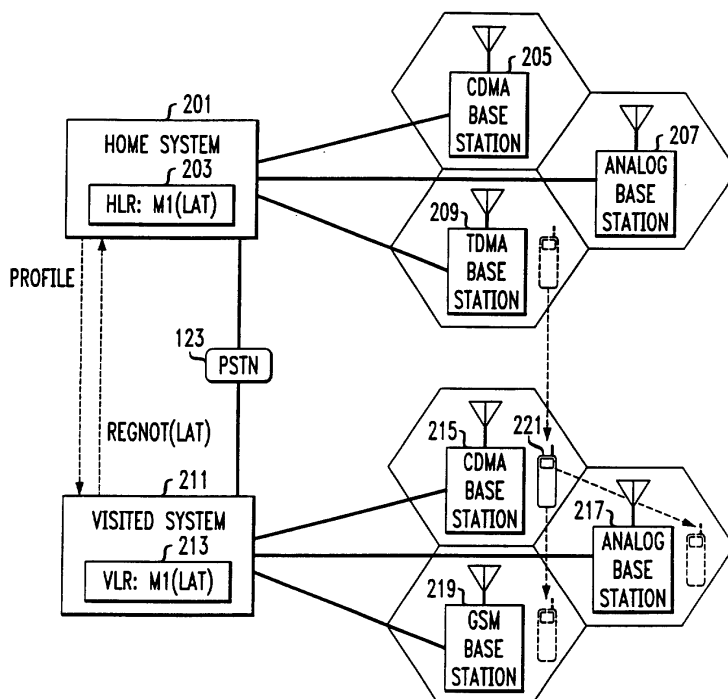 201
HOME SYSTEM
203
HLR: M1(LAT)
205
CDMA
BASE
STATION
207
ANALOG
BASE
STATION
209
TDMA
BASE
STATION
PROFILE
123
PSTN
REGNOT(LAT)
211
VISITED SYSTEM
213
VLR: M1(LAT)
215
CDMA
BASE
STATION
221
217
ANALOG
BASE
STATION
219
GSM
BASE
STATION